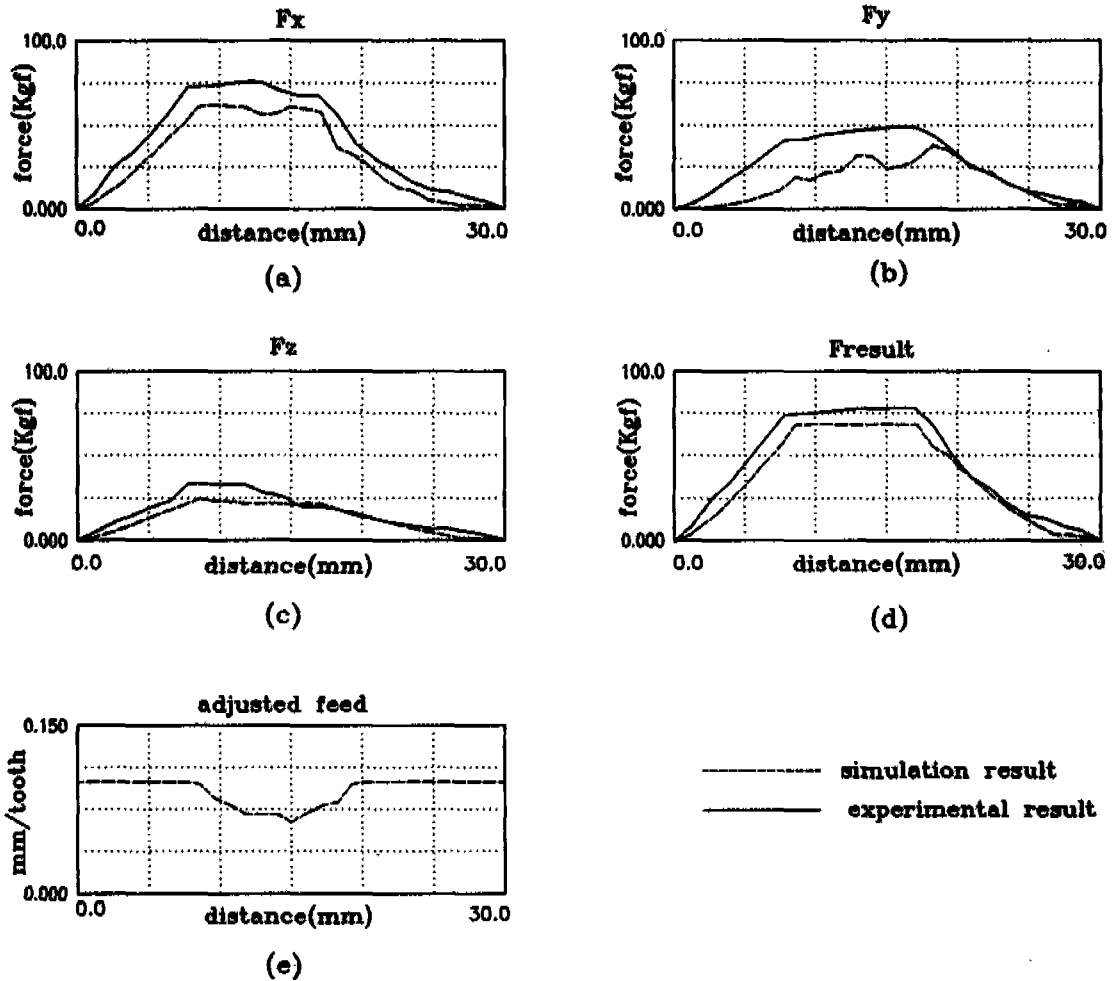 Fx
100.0
force(Kgf)
0.000
0.0
distance(mm)
30.0
(a)
Fy
100.0
force(Kgf)
0.000
0.0
distance(mm)
30.0
(b)
Fz
100.0
force(Kgf)
0.000
0.0
distance(mm)
30.0
(c)
Fresult
100.0
force(Kgf)
0.000
0.0
distance(mm)
30.0
(d)
adjusted feed
0.150
mm/tooth
0.000
0.0
distance(mm)
30.0
(e)
simulation result
experimental result